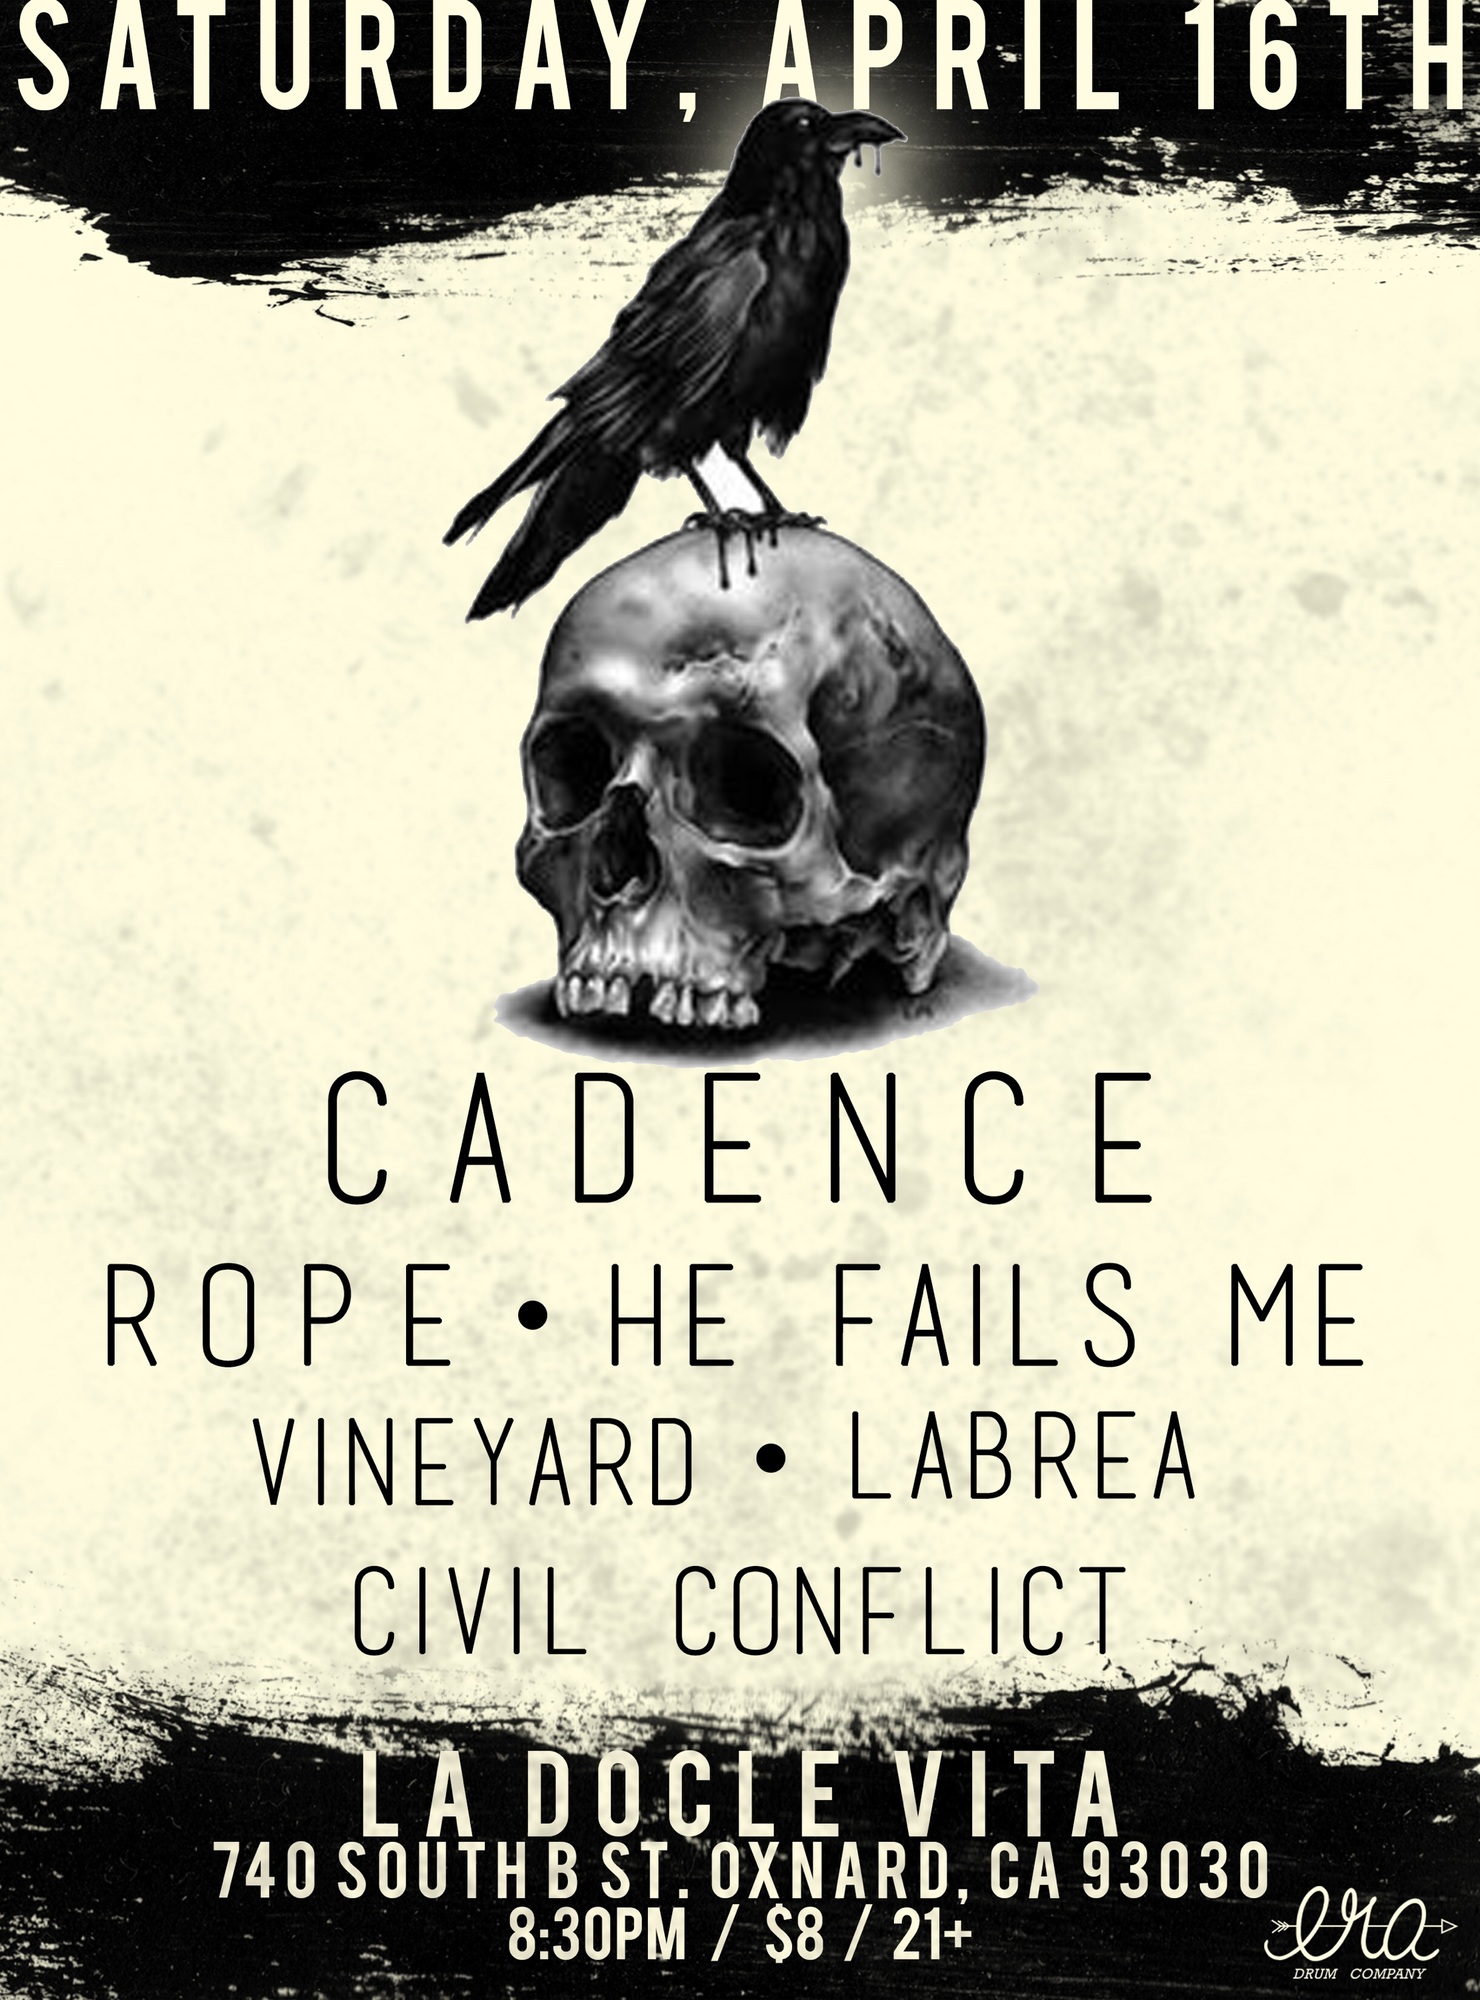 SATURDAY, APRIL 16TH
CADENCE
ROPE • HE FAILS ME
VINEYARD • LABREA
CIVIL CONFLICT
LA DOCLE VITA
740 SOUTH B ST. OXNARD, CA 93030
8:30PM / $8 / 21+
era
DRUM COMPANY